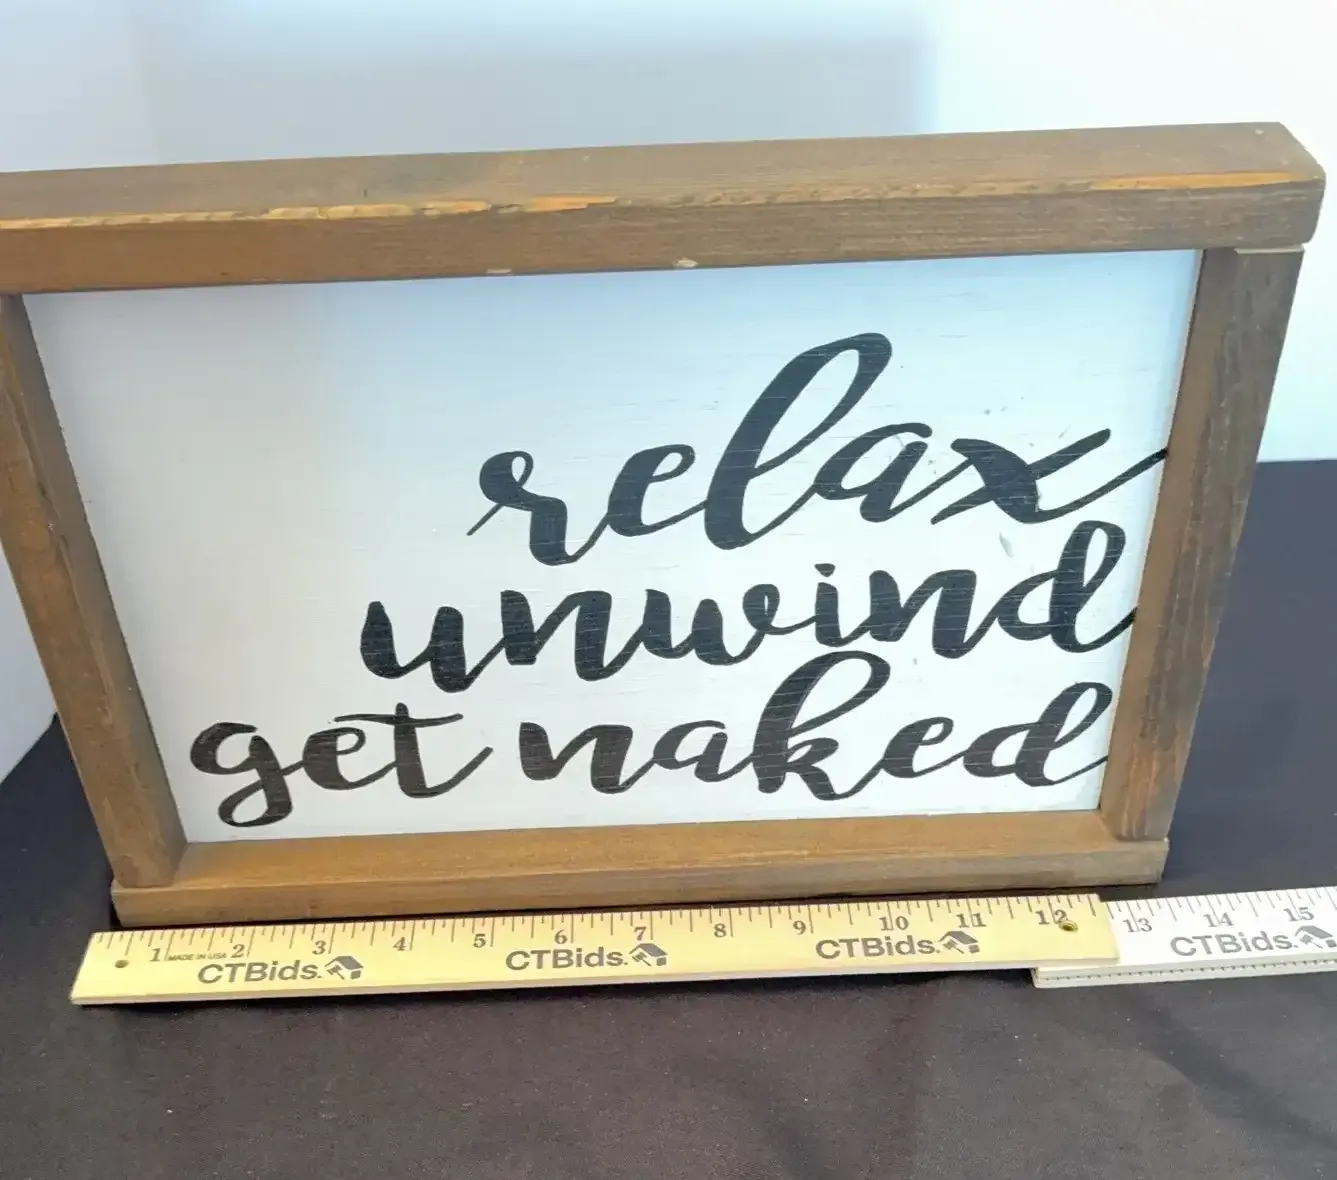 relax
unwind
get naked
1 2 3 4 5 6 7 8 9 10 11 12 13 14 15
MADE IN USA
CTBids. CTBids. CTBids. CTBids.